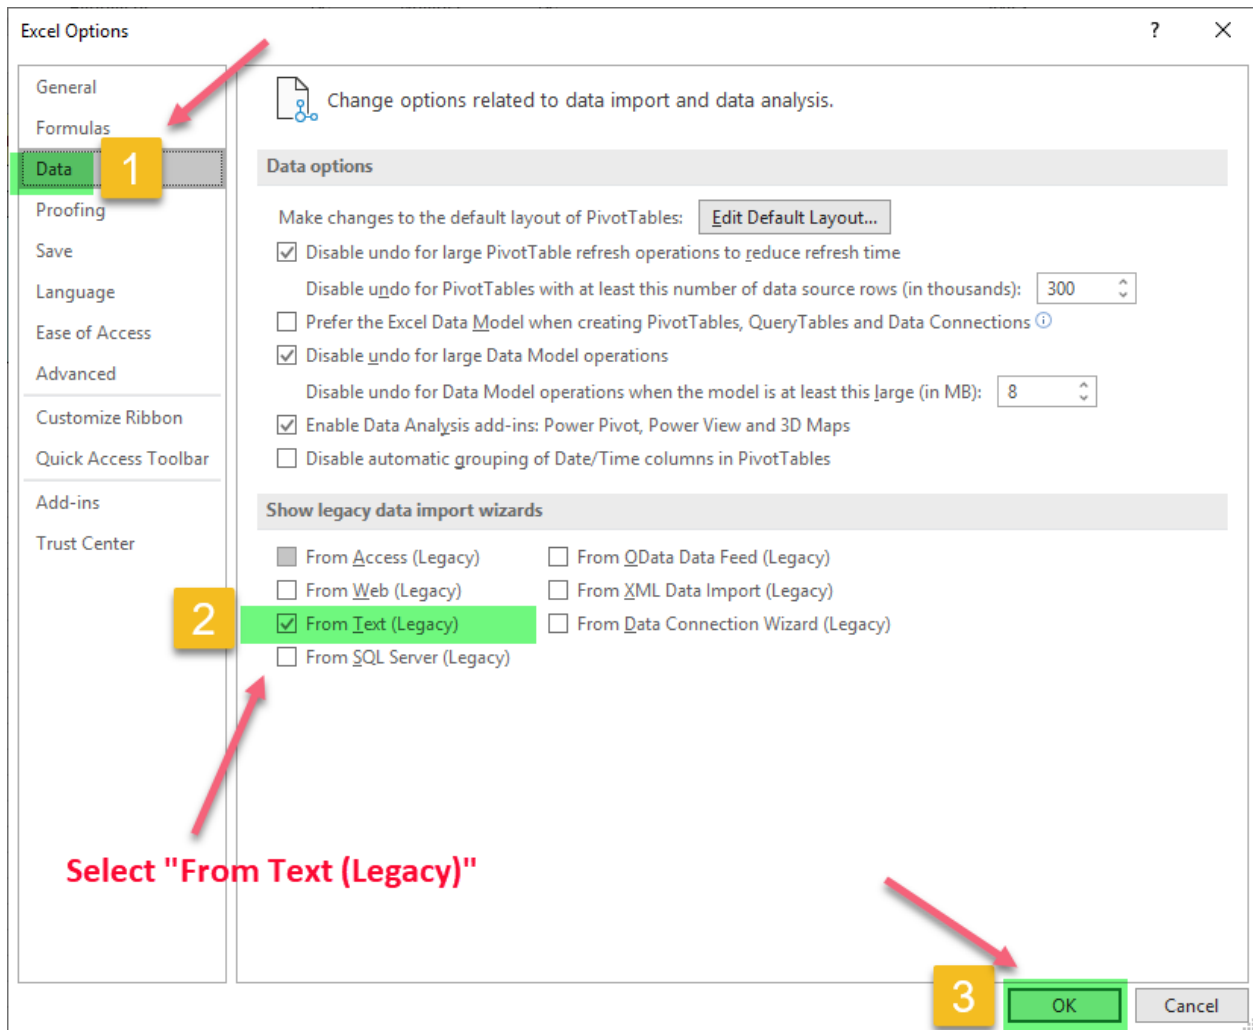 Excel Options
?
General
Formulas
Data
1
Proofing
Save
Language
Ease of Access
Advanced
Customize Ribbon
Quick Access Toolbar
Add-ins
Trust Center
Change options related to data import and data analysis.
Data options
Make changes to the default layout of PivotTables: Edit Default Layout...
Disable undo for large PivotTable refresh operations to reduce refresh time
Disable undo for PivotTables with at least this number of data source rows (in thousands): 300
Prefer the Excel Data Model when creating PivotTables, QueryTables and Data Connections
Disable undo for large Data Model operations
Disable undo for Data Model operations when the model is at least this large (in MB): 8
Enable Data Analysis add-ins: Power Pivot, Power View and 3D Maps
Disable automatic grouping of Date/Time columns in PivotTables
Show legacy data import wizards
From Access (Legacy) From OData Data Feed (Legacy)
From Web (Legacy) From XML Data Import (Legacy)
2 From Text (Legacy) From Data Connection Wizard (Legacy)
From SQL Server (Legacy)
Select "From Text (Legacy)"
3 OK Cancel